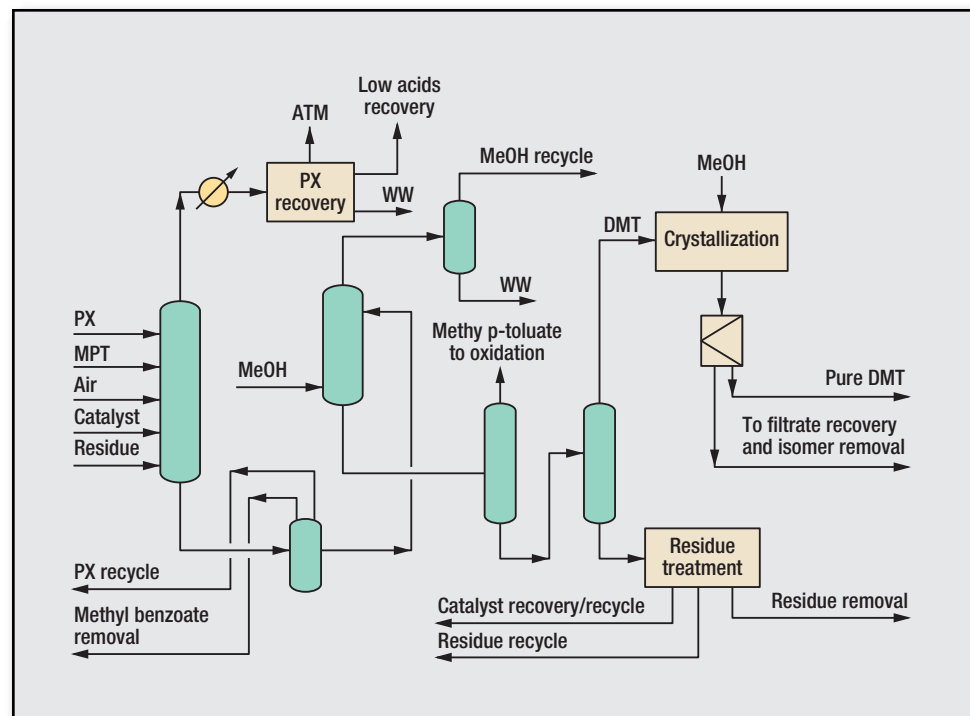 Low acids
recovery
ATM
MeOH recycle
MeOH
PX
recovery
WW
DMT
Crystallization
WW
PX
MPT
Air
Catalyst
Residue
MeOH
Methy p-toluate
to oxidation
Pure DMT
To filtrate recovery
and isomer removal
Residue
treatment
PX recycle
Methyl benzoate
removal
Catalyst recovery/recycle
Residue recycle
Residue removal